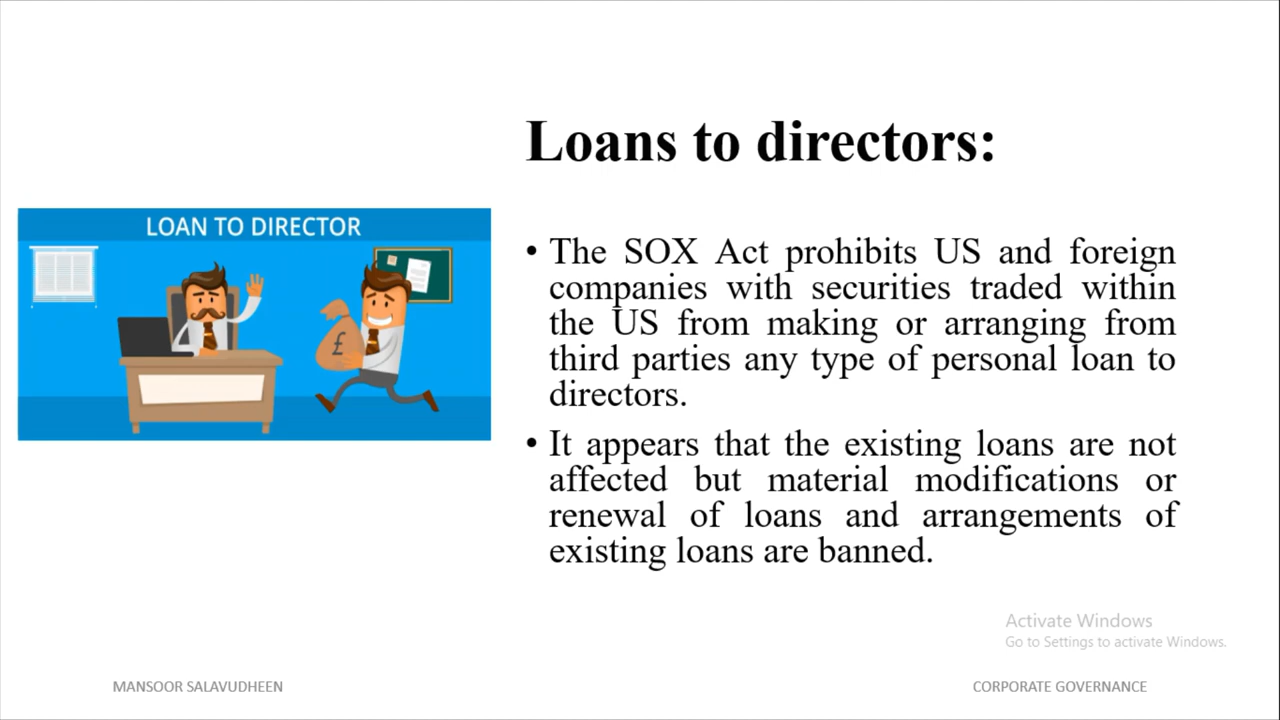 Loans to directors:
LOAN TO DIRECTOR
£
• The SOX Act prohibits US and foreign
companies with securities traded within
the US from making or arranging from
third parties any type of personal loan to
directors.
• It appears that the existing loans are not
affected but material modifications or
renewal of loans and arrangements of
existing loans are banned.
Activate Windows
Go to Settings to activate Windows.
MANSOOR SALAVUDHEEN
CORPORATE GOVERNANCE